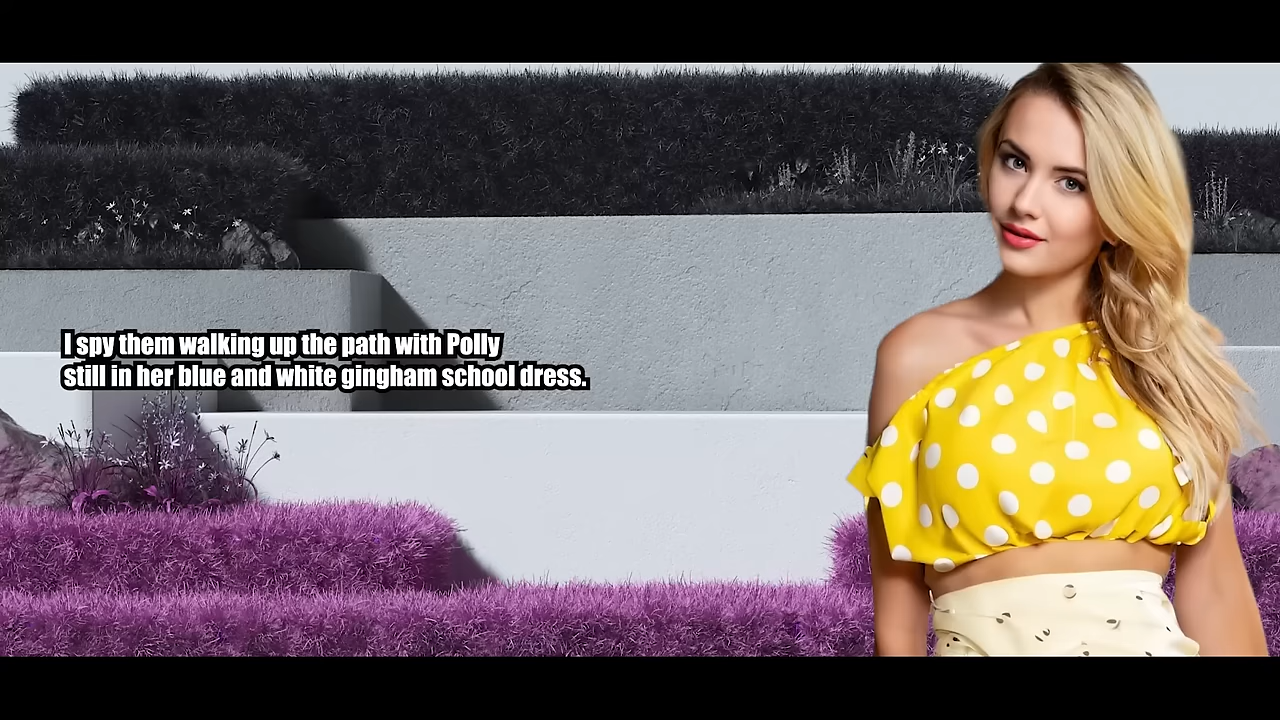 I spy them walking up the path with Polly
still in her blue and white gingham school dress.